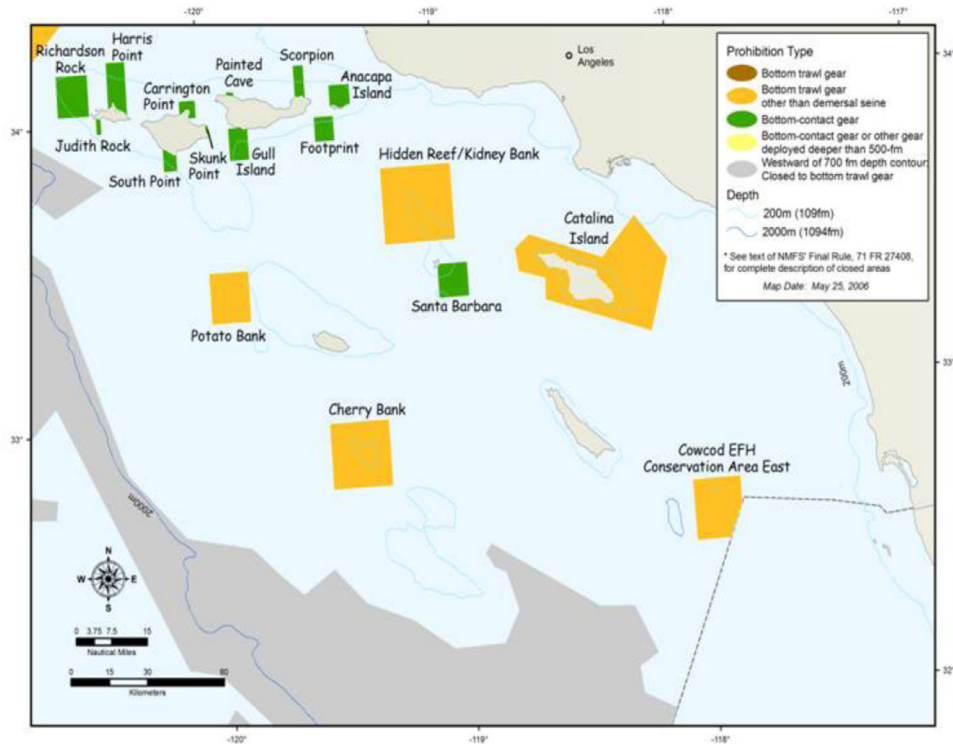 -120°
-119°
-118°
-117°
Richardson
Rock
Harris
Point
Carrington
Point
Painted
Cave
Scorpion
Anacapa
Island
Los
Angeles
34°
34°
Judith Rock
South Point
Skunk
Point
Gull
Island
Footprint
Hidden Reef/Kidney Bank
Catalina
Island
Santa Barbara
Potato Bank
Cherry Bank
Cowcod EFH
Conservation Area East
200m
2000m
33°
33°
32°
Prohibition Type
Bottom trawl gear
Bottom trawl gear
other than demersal seine
Bottom-contact gear
Bottom-contact gear or other gear
deployed deeper than 500-fm
Westward of 700 fm depth contour.
Closed to bottom trawl gear
Depth
200m (109fm)
2000m (1094fm)
* See text of NMFS' Final Rule, 71 FR 27408,
for complete description of closed areas
Map Date: May 25, 2006
N
W E
S
0 3.75 7.5 15
Nautical Miles
0 15 30 60
Kilometers
-120°
-119°
-118°